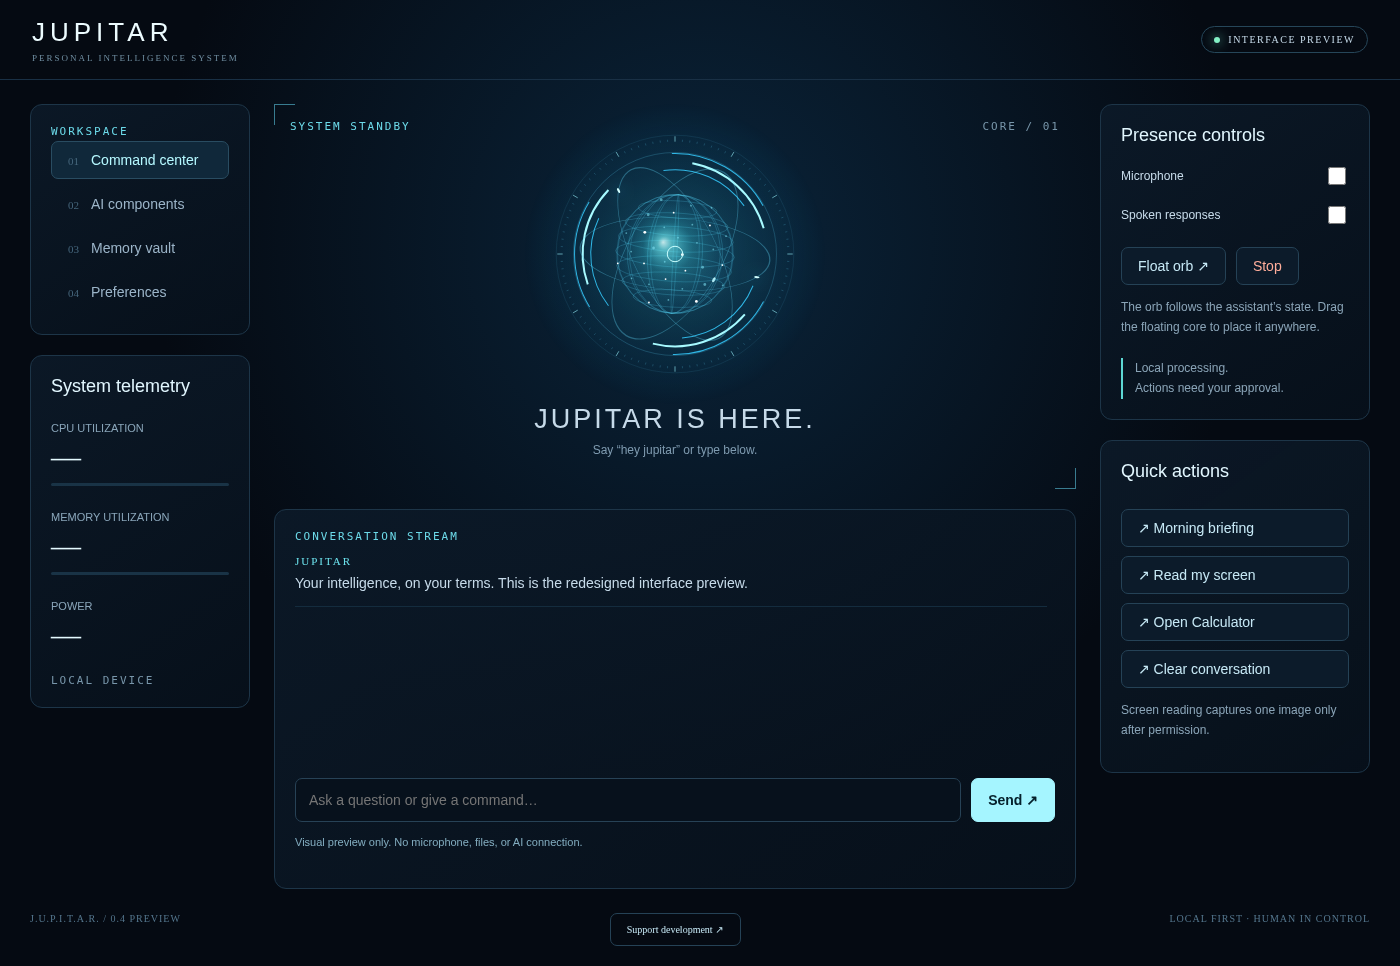 JUPITAR
PERSONAL INTELLIGENCE SYSTEM
INTERFACE PREVIEW
WORKSPACE
01 Command center
02 AI components
03 Memory vault
04 Preferences
System telemetry
CPU UTILIZATION
—
MEMORY UTILIZATION
—
POWER
—
LOCAL DEVICE
SYSTEM STANDBY
CORE / 01
JUPITAR IS HERE.
Say “hey jupitar” or type below.
CONVERSATION STREAM
JUPITAR
Your intelligence, on your terms. This is the redesigned interface preview.
Ask a question or give a command…
Send ↗
Visual preview only. No microphone, files, or AI connection.
Presence controls
Microphone
Spoken responses
Float orb ↗
Stop
The orb follows the assistant’s state. Drag
the floating core to place it anywhere.
Local processing.
Actions need your approval.
Quick actions
↗ Morning briefing
↗ Read my screen
↗ Open Calculator
↗ Clear conversation
Screen reading captures one image only
after permission.
J.U.P.I.T.A.R. / 0.4 PREVIEW
Support development ↗
LOCAL FIRST · HUMAN IN CONTROL